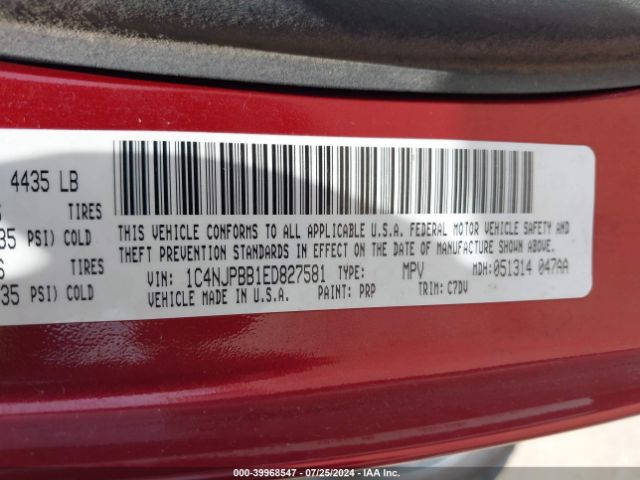 4435 LB
TIRES
35 PSI) COLD
TIRES
35 PSI) COLD
THIS VEHICLE CONFORMS TO ALL APPLICABLE U.S.A. FEDERAL MOTOR VEHICLE SAFETY AND
THEFT PREVENTION STANDARDS IN EFFECT ON THE DATE OF MANUFACTURE SHOWN ABOVE.
VIN: 1C4NJPBB1ED827581 TYPE: MPV MDH: 051314 047AA
VEHICLE MADE IN U.S.A. PAINT: PRP TRIM: C7DV
000-39968547 — 07/25/2024 — IAA Inc.